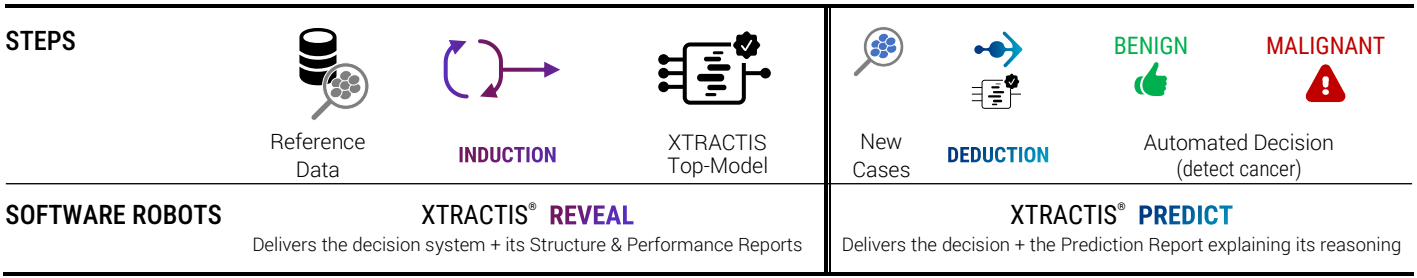 STEPS
BENIGN
MALIGNANT
Reference
Data
INDUCTION
XTRACTIS
Top-Model
New
Cases
DEDUCTION
Automated Decision
(detect cancer)
SOFTWARE ROBOTS
XTRACTIS® REVEAL
Delivers the decision system + its Structure & Performance Reports
XTRACTIS® PREDICT
Delivers the decision + the Prediction Report explaining its reasoning